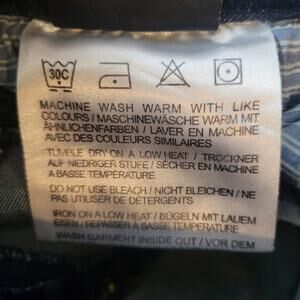 30C
MACHINE WASH WARM WITH LIKE
COLOURS / MASCHINENWÄSCHE WARM MIT
ÄHNLICHENFARBEN / LAVER EN MACHINE
AVEC DES COULEURS SIMILAIRES
TUMBLE DRY ON A LOW HEAT / TROCKNER
AUF NIEDRIGER STUFE / SÉCHER EN MACHINE
A BASSE TEMPÉRATURE
DO NOT USE BLEACH / NICHT BLEICHEN / NE
PAS UTILISER DE DÉTERGENTS
IRON ON A LOW HEAT / BÜGELN MIT LAUEM
EISEN / REPASSER À BASSE TEMPÉRATURE
WASH GARMENT INSIDE OUT / VOR DEM